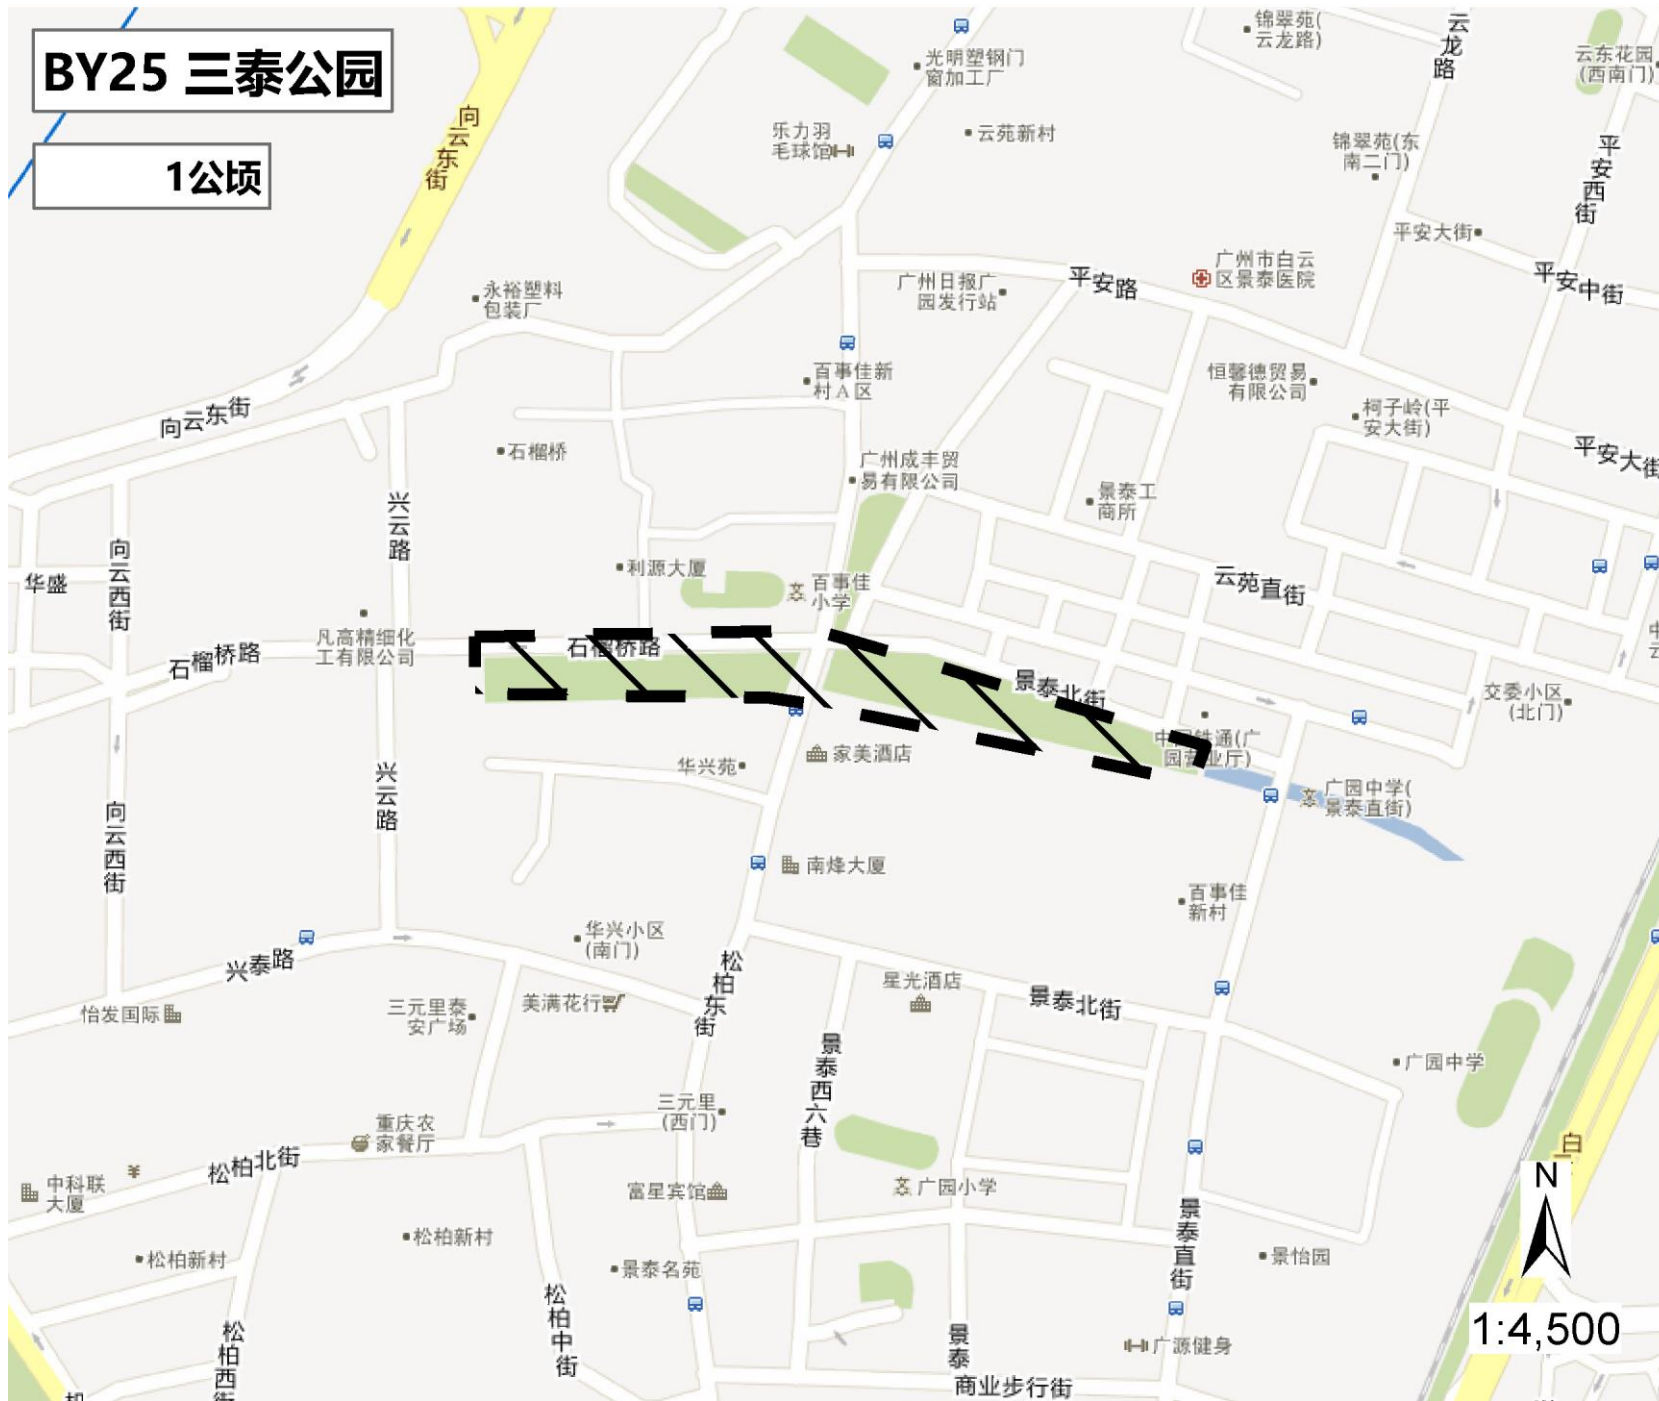 BY25 三泰公园
1公顷
向云东街
光明塑钢门
窗加工厂
锦翠苑(
云龙路)
云龙路
云东花园
(西南门)
乐力羽
毛球馆
云苑新村
锦翠苑(东
南二门)
平安西街
平安大街
广州市白云
区景泰医院
平安路
平安中街
永裕塑料
包装厂
广州日报广
园发行站
百事佳新
村A区
恒馨德贸易
有限公司
柯子岭(平
安大街)
向云东街
平安大街
石榴桥
广州成丰贸
易有限公司
景泰工
商所
兴云路
向云西街
华盛
利源大厦
百事佳
小学
云苑直街
凡高精细化
工有限公司
石榴桥路
石榴桥路
景泰北街
交委小区
(北门)
中国铁通(广
园营业厅)
家美酒店
华兴苑
广园中学(
景泰直街)
兴云路
向云西街
南烽大厦
百事佳
新村
华兴小区
(南门)
兴泰路
松柏东街
星光酒店
景泰北街
怡发国际
三元里泰
安广场
美满花行
景泰西六巷
广园中学
三元里
(西门)
重庆农
家餐厅
松柏北街
中科联
大厦
富星宾馆
广园小学
白
N
松柏新村
松柏新村
景泰名苑
景泰直街
景怡园
松柏中街
松柏西街
景泰
广源健身
1:4,500
商业步行街